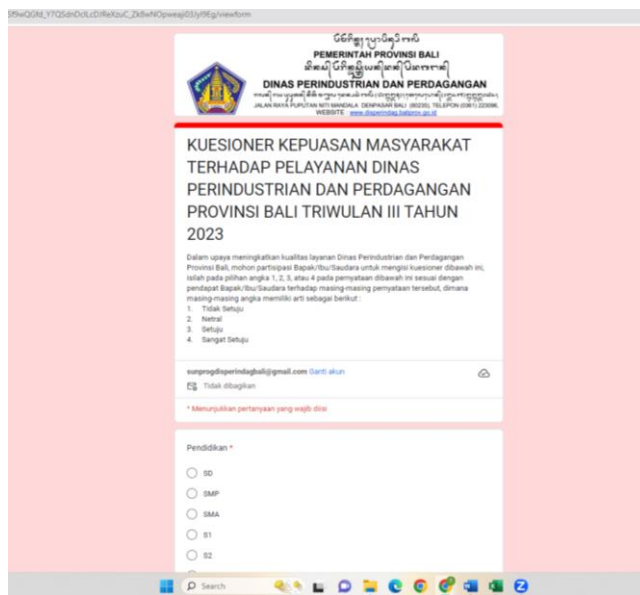 PEMERINTAH PROVINSI BALI
DINAS PERINDUSTRIAN DAN PERDAGANGAN
JALAN RAYA PUPUTAN NITI MANDALA DENPASAR BALI (80235), TELEPON (0361)
WEBSITE : www.disperindag.baliprov.go.id
KUESIONER KEPUASAN MASYARAKAT
TERHADAP PELAYANAN DINAS
PERINDUSTRIAN DAN PERDAGANGAN
PROVINSI BALI TRIWULAN III TAHUN
2023
Dalam upaya meningkatkan kualitas layanan Dinas Perindustrian dan Perdagangan
Provinsi Bali, mohon partisipasi Bapak/Ibu/Saudara untuk mengisi kuesioner dibawah ini,
isilah pada pilihan angka 1, 2, 3, atau 4 pada pernyataan dibawah ini sesuai dengan
pendapat Bapak/Ibu/Saudara terhadap masing-masing pernyataan tersebut, dimana
masing-masing angka memiliki arti sebagai berikut :
1. Tidak Setuju
2. Netral
3. Setuju
4. Sangat Setuju
sunprogdisperindagbali@gmail.com Ganti akun
Tidak dibagikan
* Menunjukkan pertanyaan yang wajib diisi
Pendidikan *
SD
SMP
SMA
S1
S2
Search